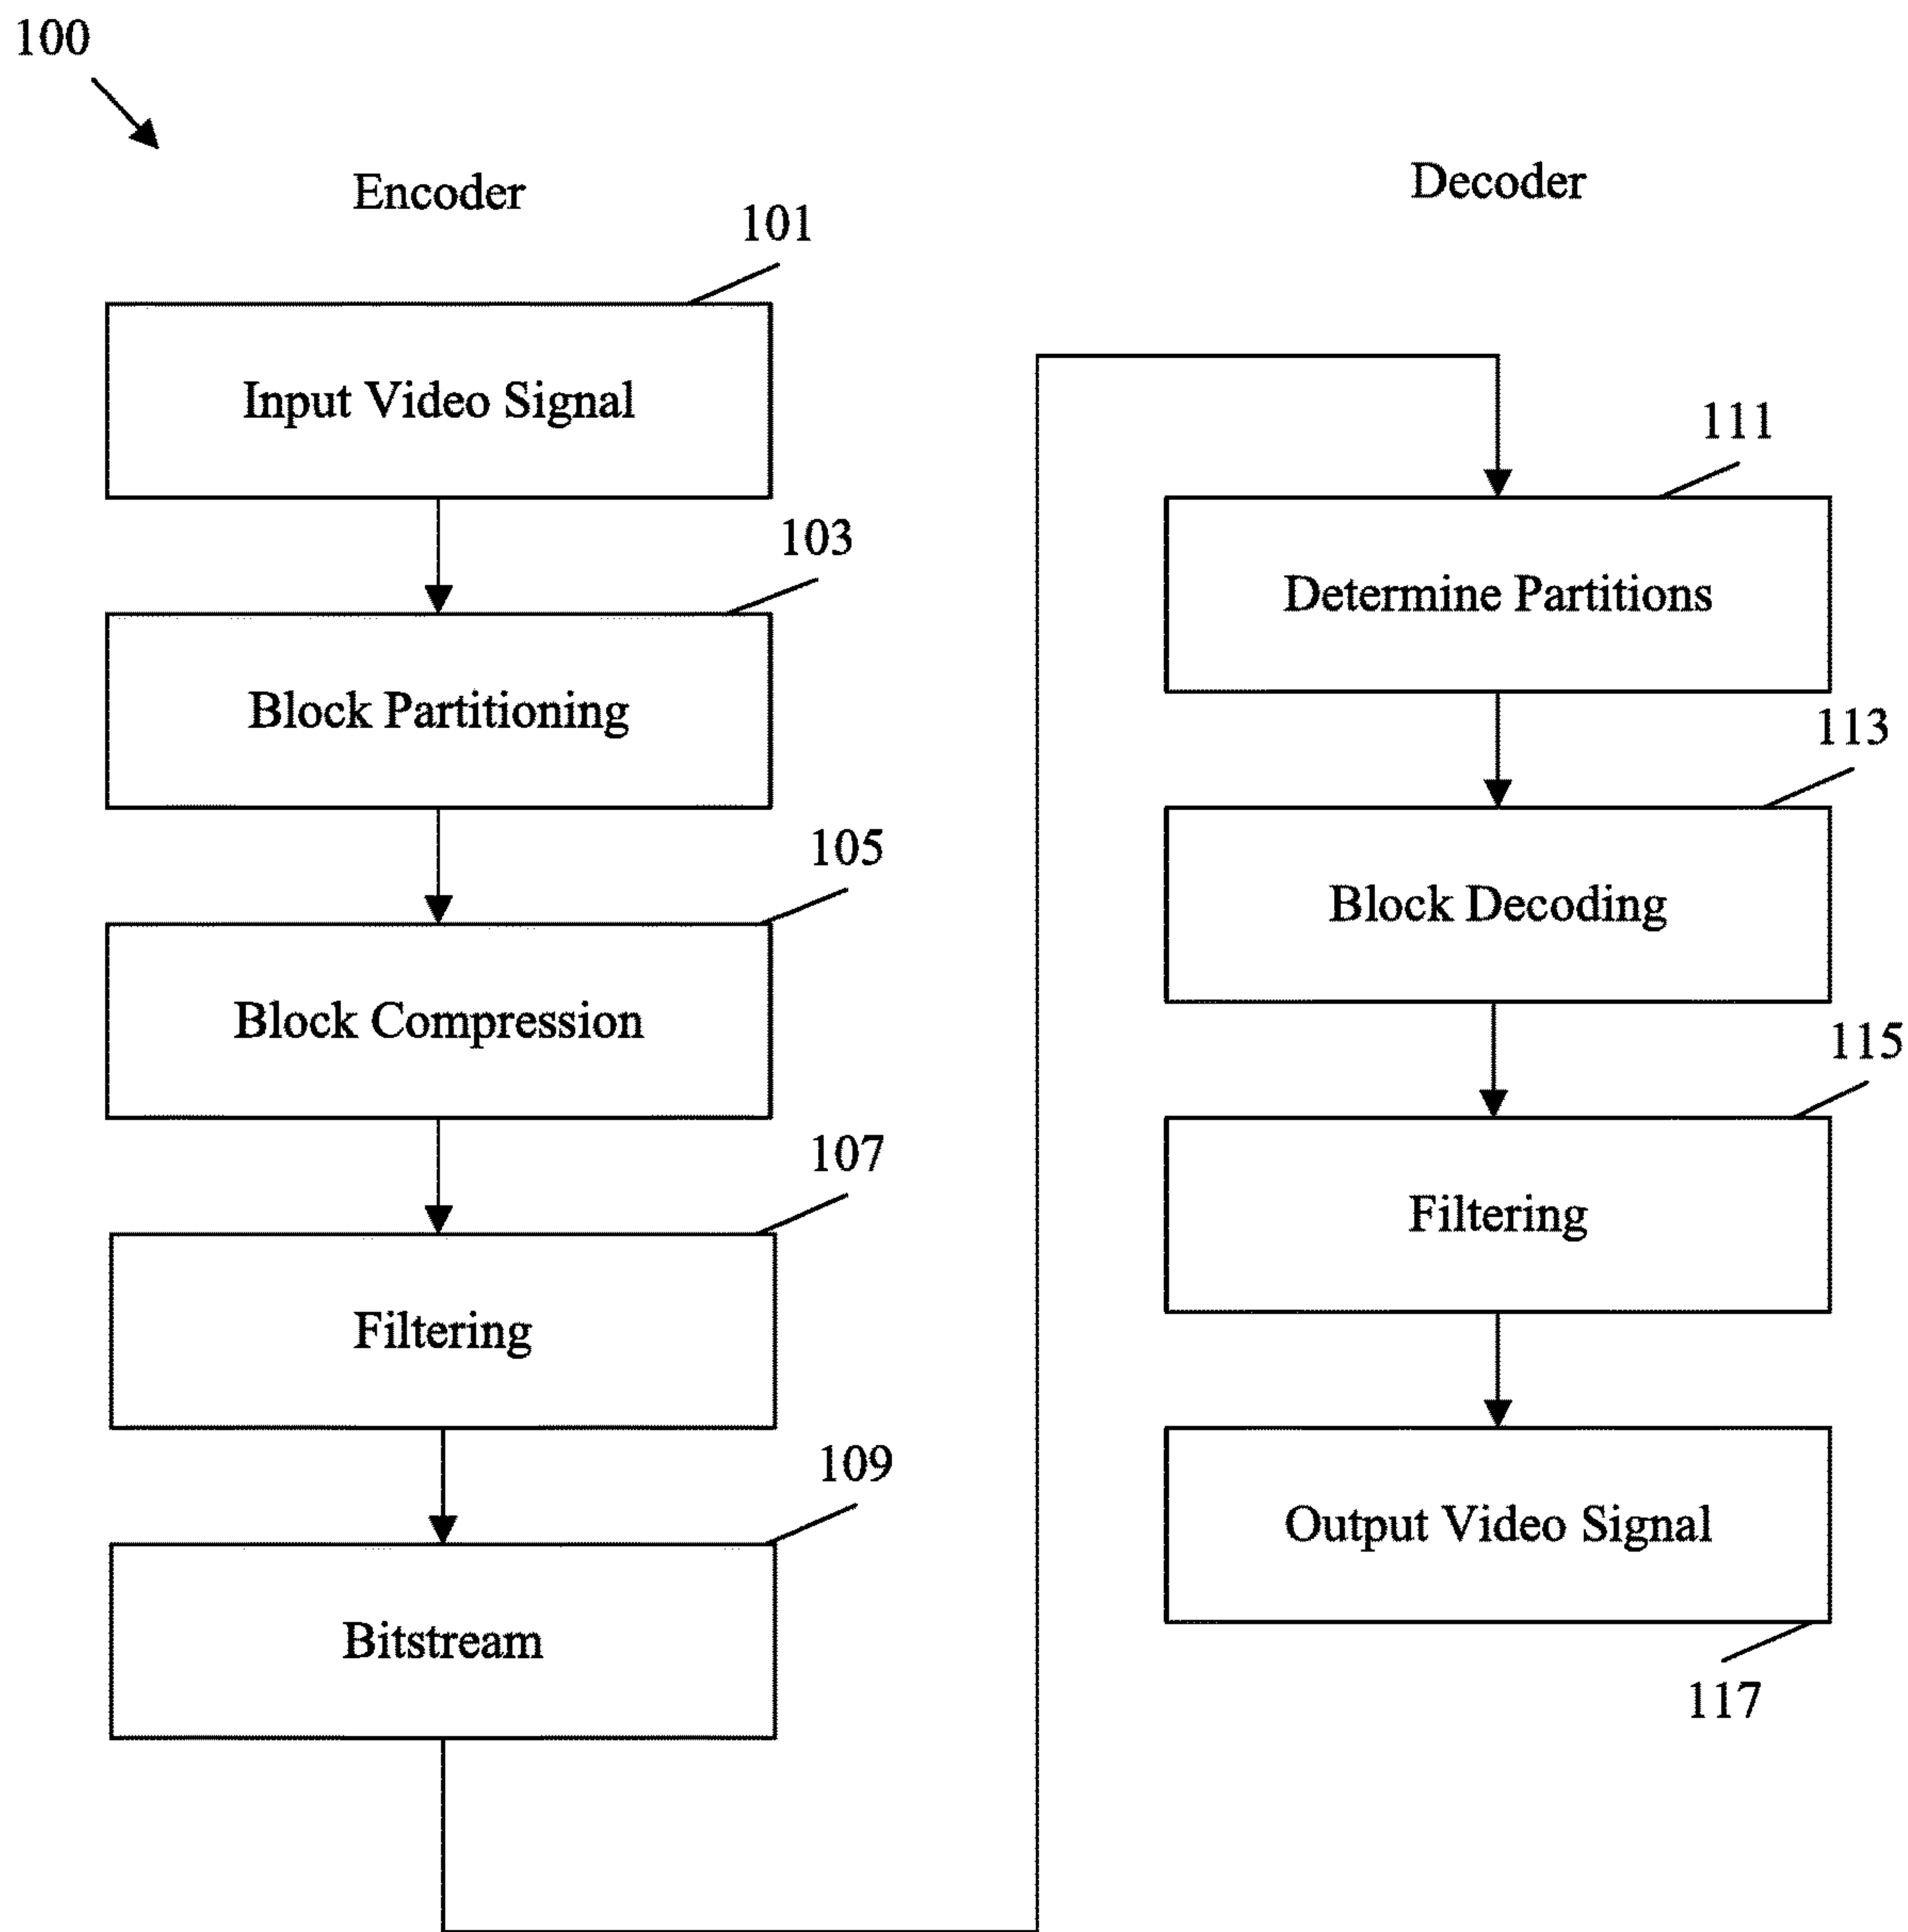 100
Encoder
101
Input Video Signal
103
Block Partitioning
105
Block Compression
107
Filtering
109
Bitstream
Decoder
111
Determine Partitions
113
Block Decoding
115
Filtering
Output Video Signal
117